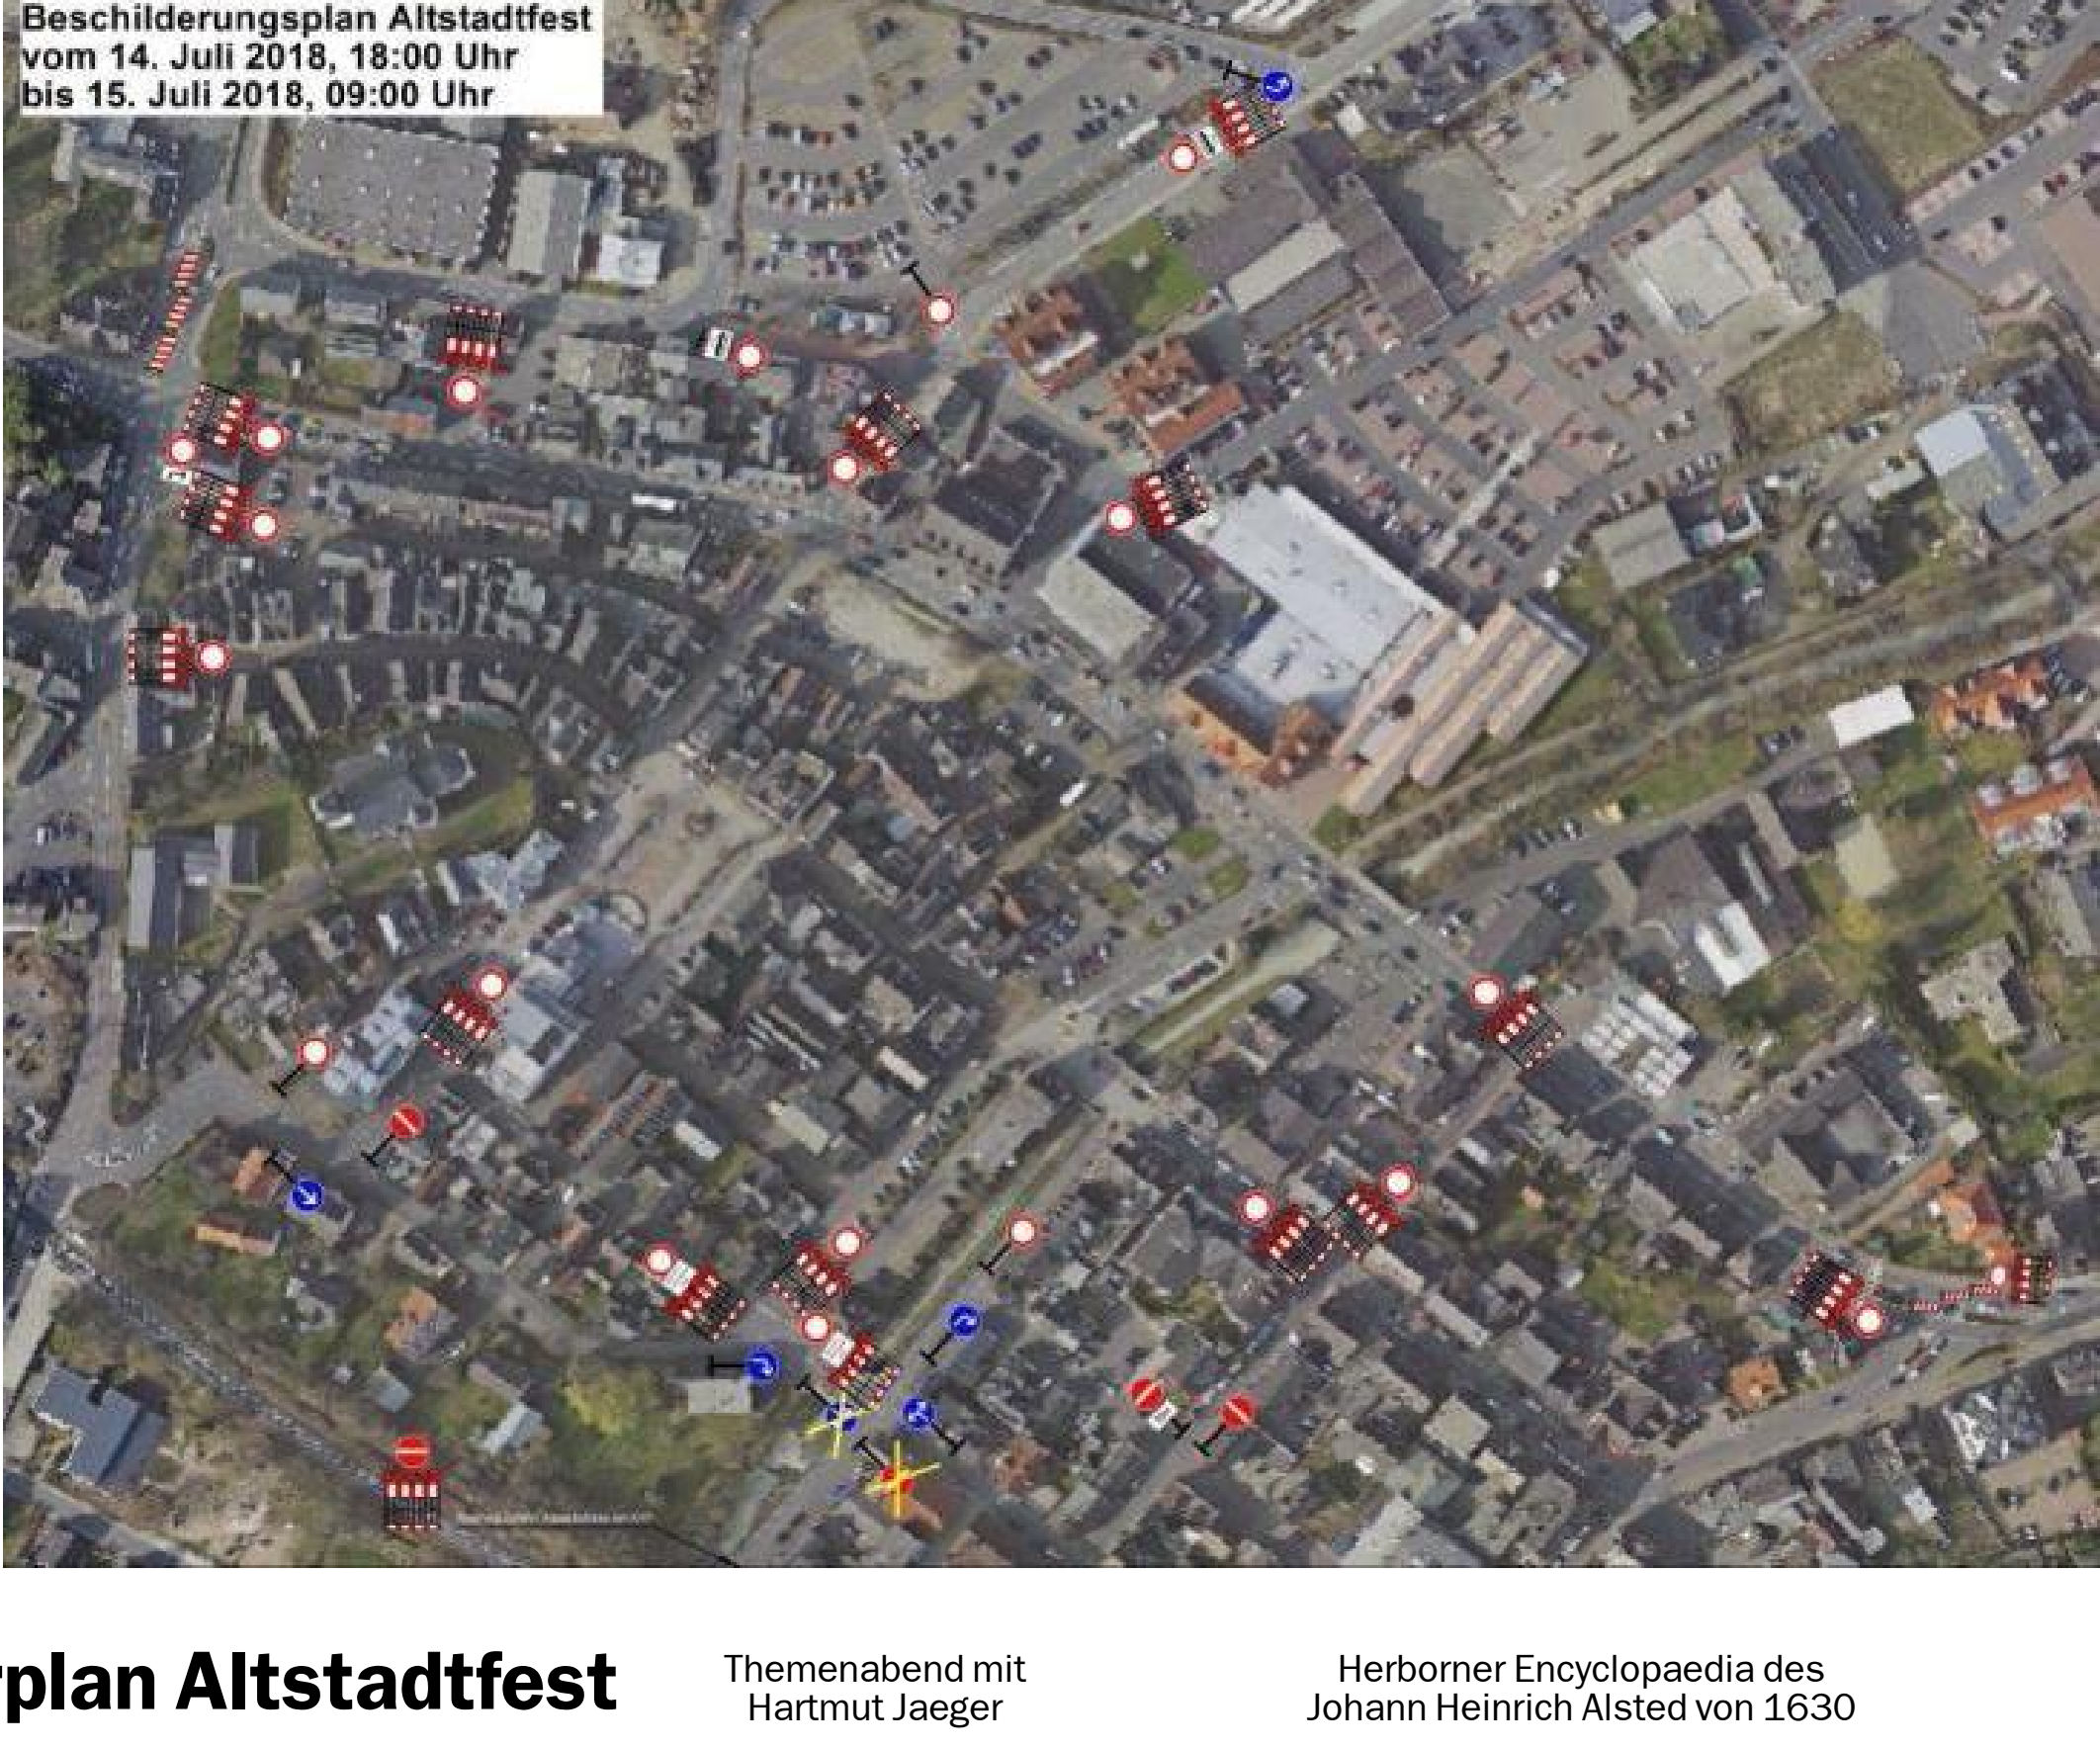 Beschilderungsplan Altstadtfest
vom 14. Juli 2018, 18:00 Uhr
bis 15. Juli 2018, 09:00 Uhr
rplan Altstadtfest
Themenabend mit
Hartmut Jaeger
Herborner Encyclopaedia des
Johann Heinrich Alsted von 1630